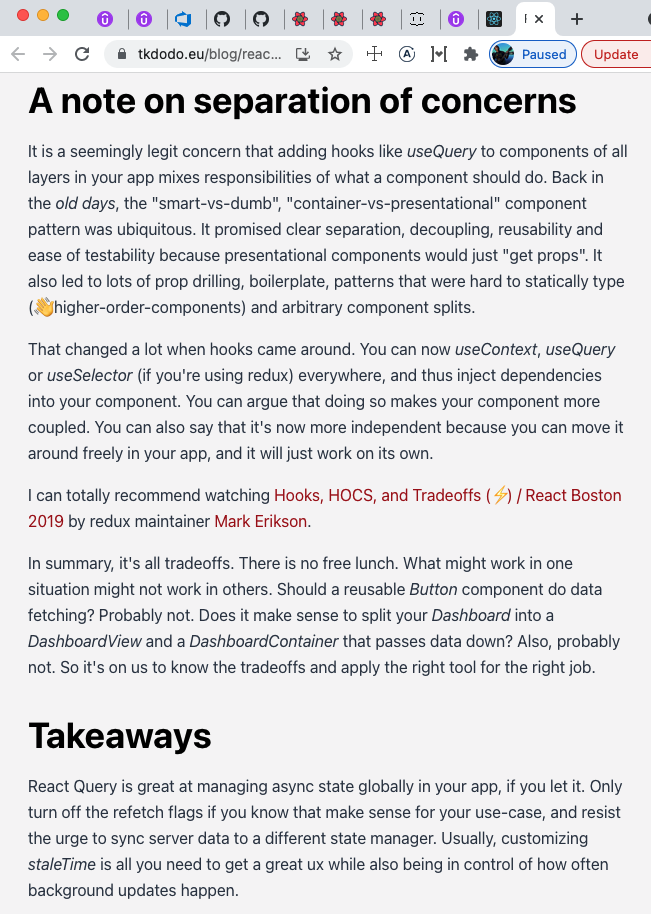 tkdodo.eu/blog/reac...
Paused
Update
A note on separation of concerns
It is a seemingly legit concern that adding hooks like useQuery to components of all
layers in your app mixes responsibilities of what a component should do. Back in
the old days, the "smart-vs-dumb", "container-vs-presentational" component
pattern was ubiquitous. It promised clear separation, decoupling, reusability and
ease of testability because presentational components would just "get props". It
also led to lots of prop drilling, boilerplate, patterns that were hard to statically type
(👋higher-order-components) and arbitrary component splits.
That changed a lot when hooks came around. You can now useContext, useQuery
or useSelector (if you're using redux) everywhere, and thus inject dependencies
into your component. You can argue that doing so makes your component more
coupled. You can also say that it's now more independent because you can move it
around freely in your app, and it will just work on its own.
I can totally recommend watching Hooks, HOCS, and Tradeoffs (⚡) / React Boston
2019 by redux maintainer Mark Erikson.
In summary, it's all tradeoffs. There is no free lunch. What might work in one
situation might not work in others. Should a reusable Button component do data
fetching? Probably not. Does it make sense to split your Dashboard into a
DashboardView and a DashboardContainer that passes data down? Also, probably
not. So it's on us to know the tradeoffs and apply the right tool for the right job.
Takeaways
React Query is great at managing async state globally in your app, if you let it. Only
turn off the refetch flags if you know that make sense for your use-case, and resist
the urge to sync server data to a different state manager. Usually, customizing
staleTime is all you need to get a great ux while also being in control of how often
background updates happen.